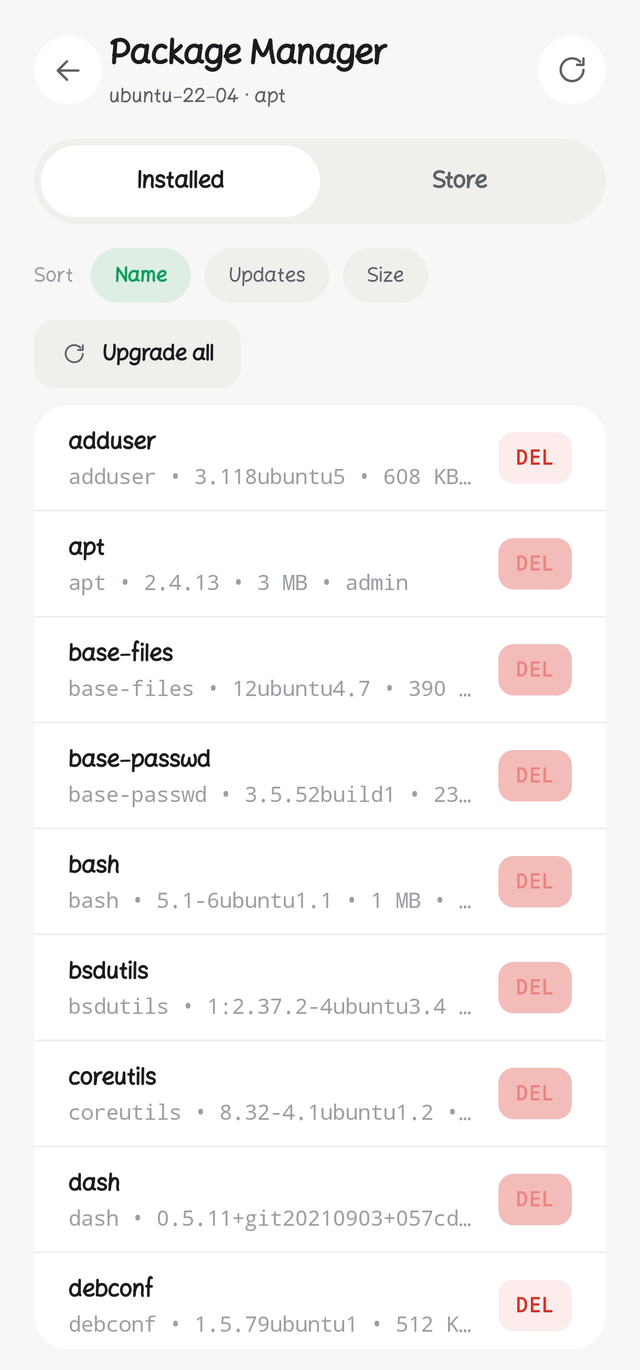 Package Manager
ubuntu-22-04 · apt
Installed Store
Sort Name Updates Size
Upgrade all
adduser
adduser • 3.118ubuntu5 • 608 KB… DEL
apt
apt • 2.4.13 • 3 MB • admin DEL
base-files
base-files • 12ubuntu4.7 • 390 … DEL
base-passwd
base-passwd • 3.5.52build1 • 23… DEL
bash
bash • 5.1-6ubuntu1.1 • 1 MB • … DEL
bsdutils
bsdutils • 1:2.37.2-4ubuntu3.4 … DEL
coreutils
coreutils • 8.32-4.1ubuntu1.2 •… DEL
dash
dash • 0.5.11+git20210903+057cd… DEL
debconf
debconf • 1.5.79ubuntu1 • 512 K… DEL